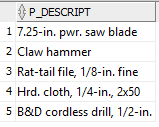 P_DESCRIPT
1 7.25-in. pwr. saw blade
2 Claw hammer
3 Rat-tail file, 1/8-in. fine
4 Hrd. cloth, 1/4-in., 2x50
5 B&D cordless drill, 1/2-in.